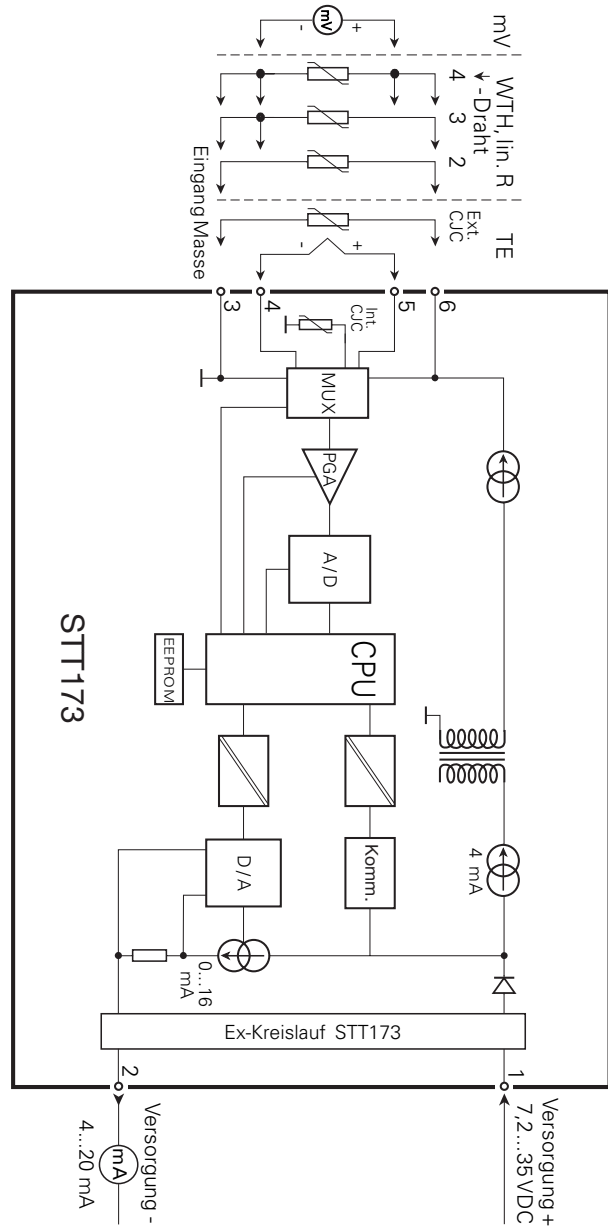 mV
-
mV
+
WTH, lin. R
- Draht
4
3
2
Eingang Masse
Ext.
CJC
TE
-
+
3
4
5
6
Int.
CJC
MUX
PGA
A/D
CPU
EEPROM
STT173
4 mA
Komm.
D/A
0...16
mA
Ex-Kreislauf STT173
1
2
Versorgung +
7,2 ... 35 VDC
Versorgung -
4...20 mA
mA